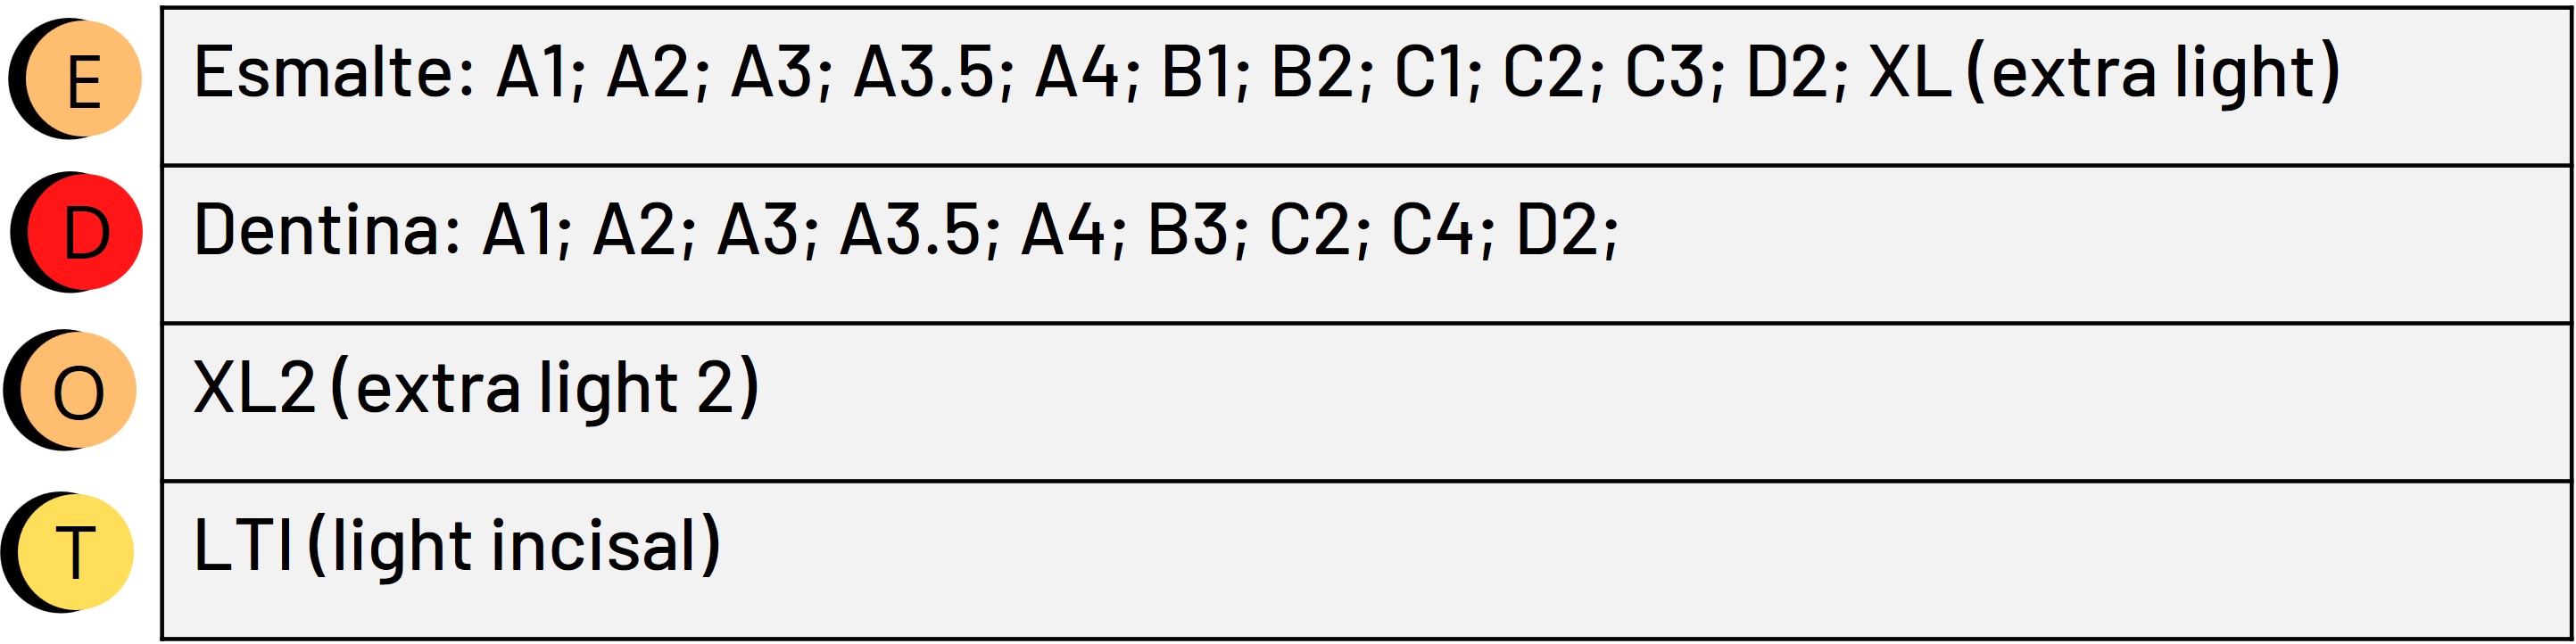 E
Esmalte: A1; A2; A3; A3.5; A4; B1; B2; C1; C2; C3; D2; XL (extra light)
D
Dentina: A1; A2; A3; A3.5; A4; B3; C2; C4; D2;
O
XL2 (extra light 2)
T
LTI (light incisal)